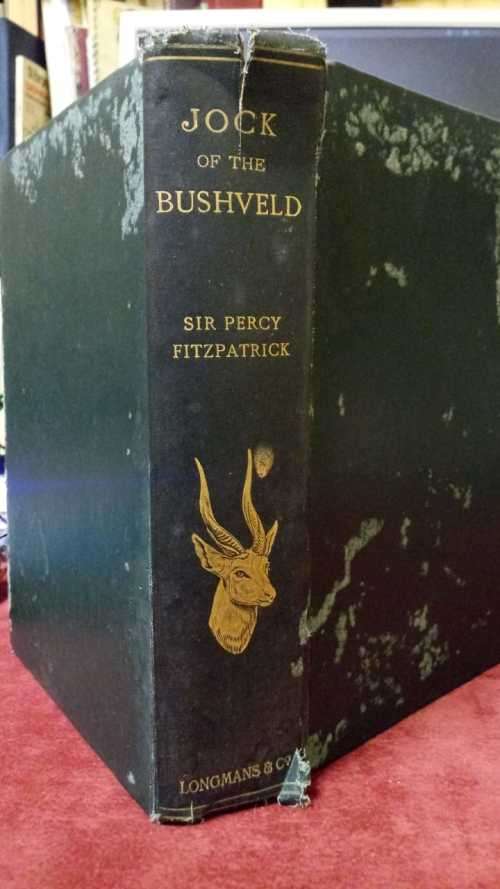 JOCK
OF THE
BUSHVELD
SIR PERCY
FITZPATRICK
LONGMANS & Co.